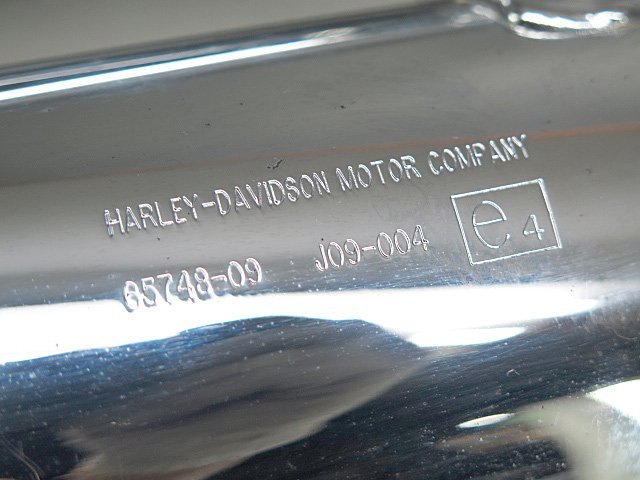 HARLEY-DAVIDSON MOTOR COMPANY
65748-09 J09-004 e4